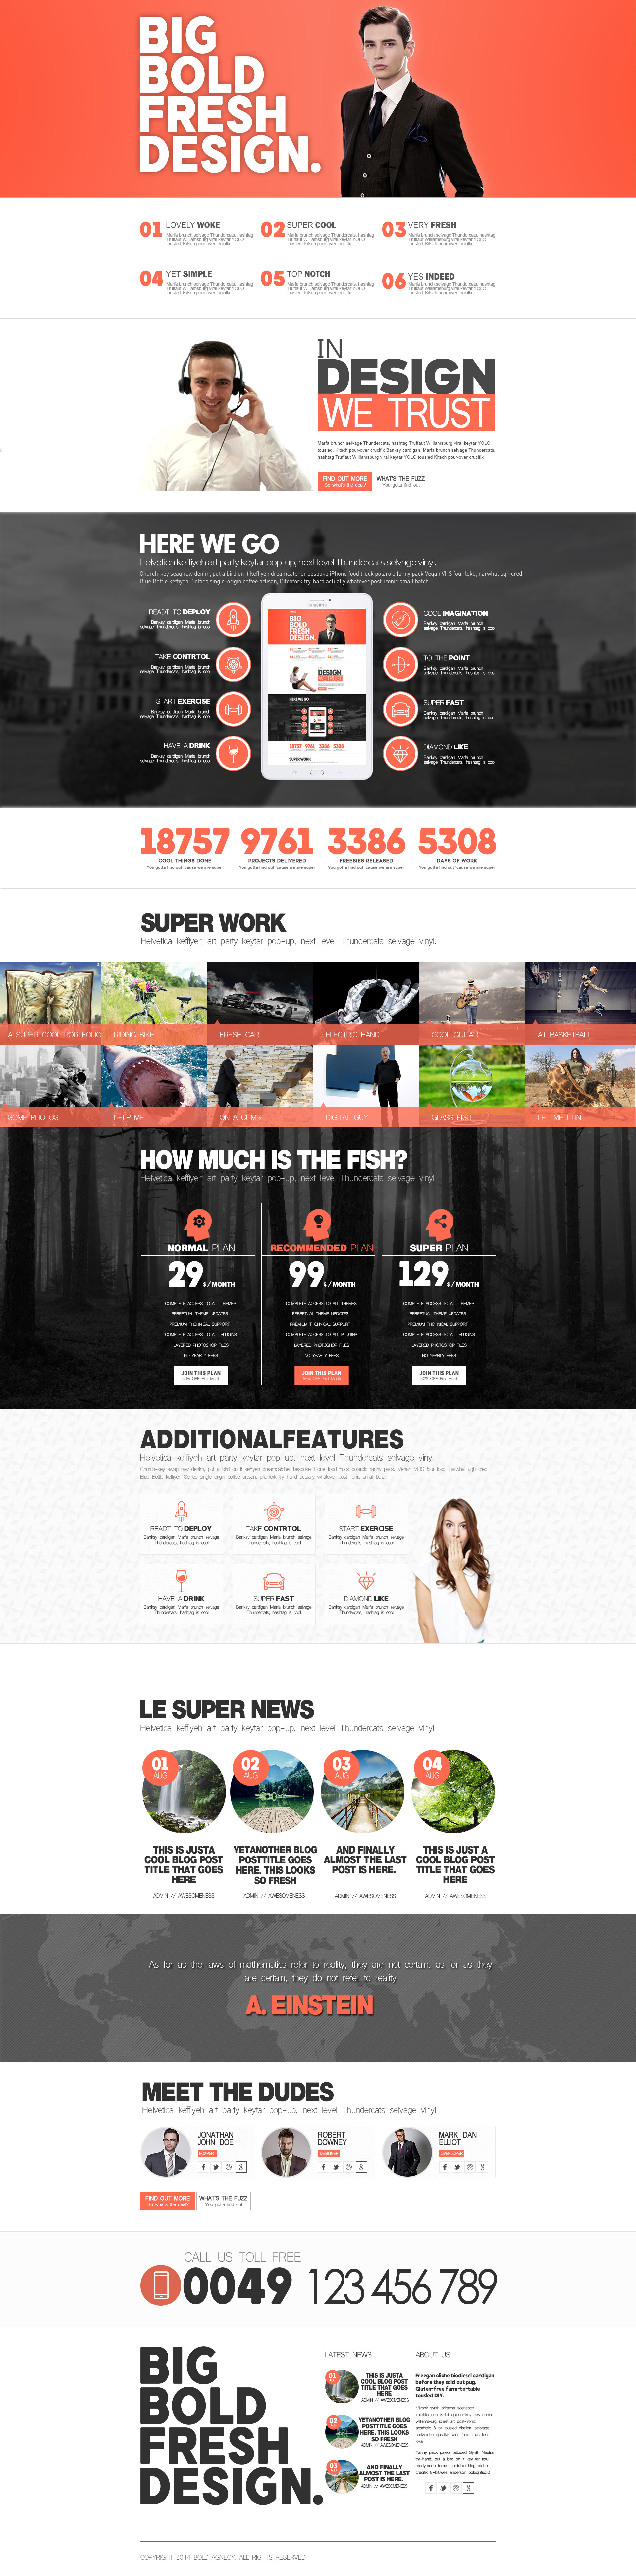 BIG
BOLD
FRESH
DESIGN.
01 LOVELY WOKE
Marfa brunch selvage Thundercats, hashtag
Truffaut Williamsburg viral keytar YOLO
tousled. Kitsch pour-over crucifix
02 SUPER COOL
Marfa brunch selvage Thundercats, hashtag
Truffaut Williamsburg viral keytar YOLO
tousled. Kitsch pour-over crucifix
03 VERY FRESH
Marfa brunch selvage Thundercats, hashtag
Truffaut Williamsburg viral keytar YOLO
tousled. Kitsch pour-over crucifix
04 YET SIMPLE
Marfa brunch selvage Thundercats, hashtag
Truffaut Williamsburg viral keytar YOLO
tousled. Kitsch pour-over crucifix
05 TOP NOTCH
Marfa brunch selvage Thundercats, hashtag
Truffaut Williamsburg viral keytar YOLO
tousled. Kitsch pour-over crucifix
06 YES INDEED
Marfa brunch selvage Thundercats, hashtag
Truffaut Williamsburg viral keytar YOLO
tousled. Kitsch pour-over crucifix
IN
DESIGN
WE TRUST
Marfa brunch selvage Thundercats, hashtag Truffaut Williamsburg viral keytar YOLO
tousled. Kitsch pour-over crucifix Banksy cardigan. Marfa brunch selvage Thundercats,
hashtag Truffaut Williamsburg viral keytar YOLO tousled Kitsch pour-over crucifix
FIND OUT MORE
So what's the deal?
WHAT'S THE FUZZ
You gotta find out
HERE WE GO
Helvetica keffiyeh art party keytar pop-up, next level Thundercats selvage vinyl.
Church-key swag raw denim, put a bird on it keffiyeh dreamcatcher bespoke iPhone food truck polaroid fanny pack Vegan VHS four loko, narwhal ugh cred
Blue Bottle keffiyeh. Selfies single-origin coffee artisan, Pitchfork try-hard actually whatever post-ironic small batch
READT TO DEPLOY
Banksy cardigan Marfa brunch
selvage Thundercats, hashtag is cool
TAKE CONTRTOL
Banksy cardigan Marfa brunch
selvage Thundercats, hashtag is cool
START EXERCISE
Banksy cardigan Marfa brunch
selvage Thundercats, hashtag is cool
HAVE A DRINK
Banksy cardigan Marfa brunch
selvage Thundercats, hashtag is cool
BIG
BOLD
FRESH
DESIGN.
DESIGN
HERE WE GO
18757 9761 3386 5308
SUPER WORK
COOL IMAGINATION
Banksy cardigan Marfa brunch
selvage Thundercats, hashtag is cool
TO THE POINT
Banksy cardigan Marfa brunch
selvage Thundercats, hashtag is cool
SUPER FAST
Banksy cardigan Marfa brunch
selvage Thundercats, hashtag is cool
DIAMOND LIKE
Banksy cardigan Marfa brunch
selvage Thundercats, hashtag is cool
18757 9761 3386 5308
COOL THINGS DONE PROJECTS DELIVERED FREEBIES RELEASED DAYS OF WORK
You gotta find out 'cause we are super You gotta find out 'cause we are super You gotta find out 'cause we are super You gotta find out 'cause we are super
SUPER WORK
Helvetica keffiyeh art party keytar pop-up, next level Thundercats selvage vinyl.
A SUPER COOL PORTFOLIO RIDING BIKE FRESH CAR ELECTRIC HAND COOL GUITAR AT BASKETBALL
SOME PHOTOS HELP ME ON A CLIMB DIGITAL GUY GLASS FISH LET ME HUNT
HOW MUCH IS THE FISH?
Helvetica keffiyeh art party keytar pop-up, next level Thundercats selvage vinyl
NORMAL PLAN
29 $/MONTH
COMPLETE ACCESS TO ALL THEMES
PERPETUAL THEME UPDATES
PREMIUM THCHNICAL SUPPORT
COMPLETE ACCESS TO ALL PLUGINS
LAYERED PHOTOSHOP FILES
NO YEARLY FEES
JOIN THIS PLAN
RECOMMENDED PLAN
99 $/MONTH
COMPLETE ACCESS TO ALL THEMES
PERPETUAL THEME UPDATES
PREMIUM THCHNICAL SUPPORT
COMPLETE ACCESS TO ALL PLUGINS
LAYERED PHOTOSHOP FILES
NO YEARLY FEES
JOIN THIS PLAN
SUPER PLAN
129 $/MONTH
COMPLETE ACCESS TO ALL THEMES
PERPETUAL THEME UPDATES
PREMIUM THCHNICAL SUPPORT
COMPLETE ACCESS TO ALL PLUGINS
LAYERED PHOTOSHOP FILES
NO YEARLY FEES
JOIN THIS PLAN
ADDITIONALFEATURES
Helvetica keffiyeh art party keytar pop-up, next level Thundercats selvage vinyl
Church-key swag raw denim, put a bird on it keffiyeh dreamcatcher bespoke iPhone food truck polaroid fanny pack. VHS four loko, narwhal ugh cred
Blue Bottle keffiyeh Selfies single-origin coffee artisan, pitchfork try-hard actually whatever post-ironic small batch
READT TO DEPLOY
Banksy cardigan Marfa brunch selvage
Thundercats, hashtag is cool
TAKE CONTRTOL
Banksy cardigan Marfa brunch selvage
Thundercats, hashtag is cool
START EXERCISE
Banksy cardigan Marfa brunch selvage
Thundercats, hashtag is cool
HAVE A DRINK
Banksy cardigan Marfa brunch selvage
Thundercats, hashtag is cool
SUPER FAST
Banksy cardigan Marfa brunch selvage
Thundercats, hashtag is cool
DIAMOND LIKE
Banksy cardigan Marfa brunch selvage
Thundercats, hashtag is cool
LE SUPER NEWS
Helvetica keffiyeh art party keytar pop-up, next level Thundercats selvage vinyl
01
AUG
THIS IS JUSTA
COOL BLOG POST
TITLE THAT GOES
HERE
ADMIN // AWESOMENESS
02
AUG
YETANOTHER BLOG
POSTTITLE GOES
HERE. THIS LOOKS
SO FRESH
ADMIN // AWESOMENESS
03
AUG
AND FINALLY
ALMOST THE LAST
POST IS HERE.
ADMIN // AWESOMENESS
04
AUG
THIS IS JUST A
COOL BLOG POST
TITLE THAT GOES
HERE
ADMIN // AWESOMENESS
As for as the laws of mathematics refer to reality, they are not certain. as for as they
are certain, they do not refer to reality
A. EINSTEIN
MEET THE DUDES
Helvetica keffiyeh art party keytar pop-up, next level Thundercats selvage vinyl
JONATHAN
JOHN DOE
ROBERT
DOWNEY
DESIGNER
MARK DAN
ELLIOT
FIND OUT MORE
So what's the deal?
WHAT'S THE FUZZ
You gotta find out
CALL US TOLL FREE
0049 123 456 789
BIG
BOLD
FRESH
DESIGN.
LATEST NEWS
01
AUG
THIS IS JUSTA
COOL BLOG POST
TITLE THAT GOES
HERE
ADMIN // AWESOMENESS
02
YETANOTHER BLOG
POSTTITLE GOES
HERE. THIS LOOKS
SO FRESH
ADMIN // AWESOMENESS
03
AND FINALLY
ALMOST THE LAST
POST IS HERE.
ADMIN // AWESOMENESS
ABOUT US
Freegan cliche biodiesel cardigan
before they sold out pug.
Gluten-free farm-to-table
tousled DIY.
COPYRIGHT 2014 BOLD AGNECY. ALL RIGHTS RESERVED